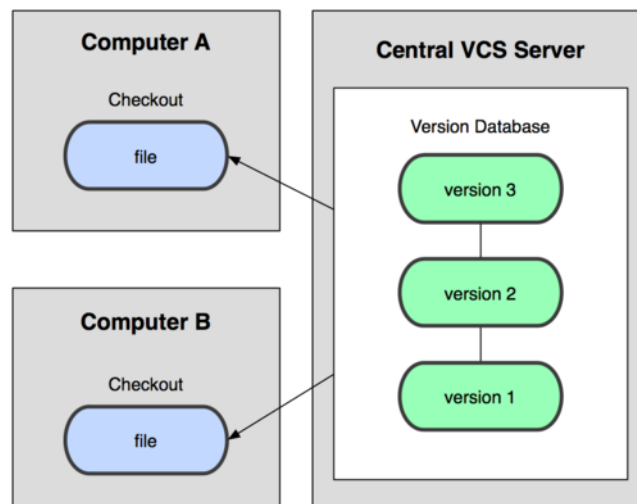 Computer A
Checkout
file
Computer B
Checkout
file
Central VCS Server
Version Database
version 3
version 2
version 1